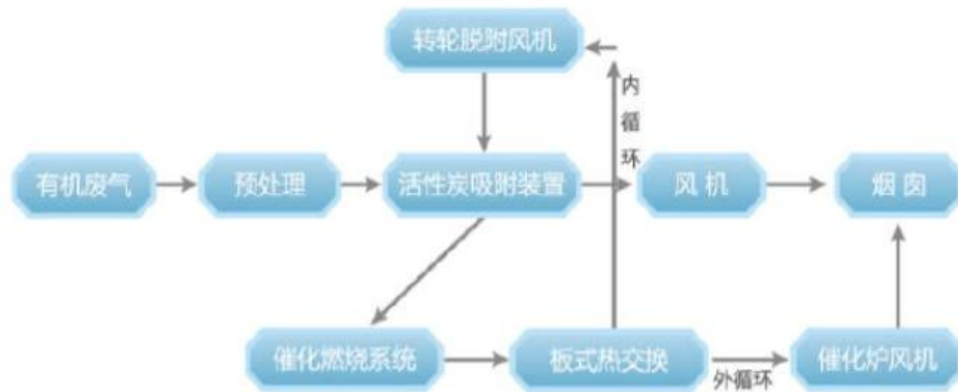 转轮脱附风机
内循环
有机废气
预处理
活性炭吸附装置
风机
烟囱
催化燃烧系统
板式热交换
外循环
催化炉风机